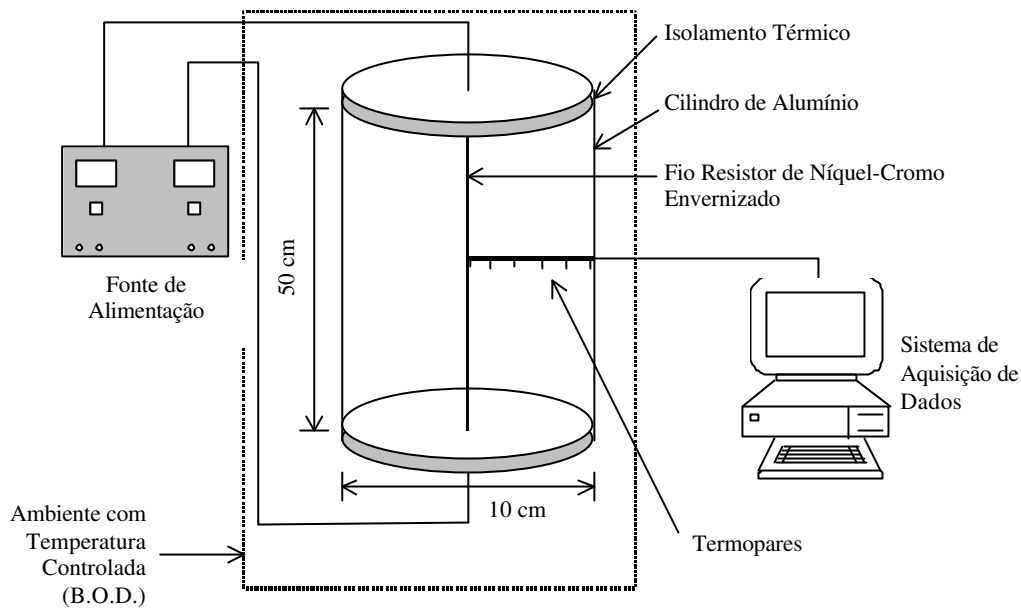 Isolamento Térmico
Cilindro de Alumínio
Fio Resistor de Níquel-Cromo
Envernizado
50 cm
Fonte de
Alimentação
Sistema de
Aquisição de
Dados
10 cm
Termopares
Ambiente com
Temperatura
Controlada
(B.O.D.)